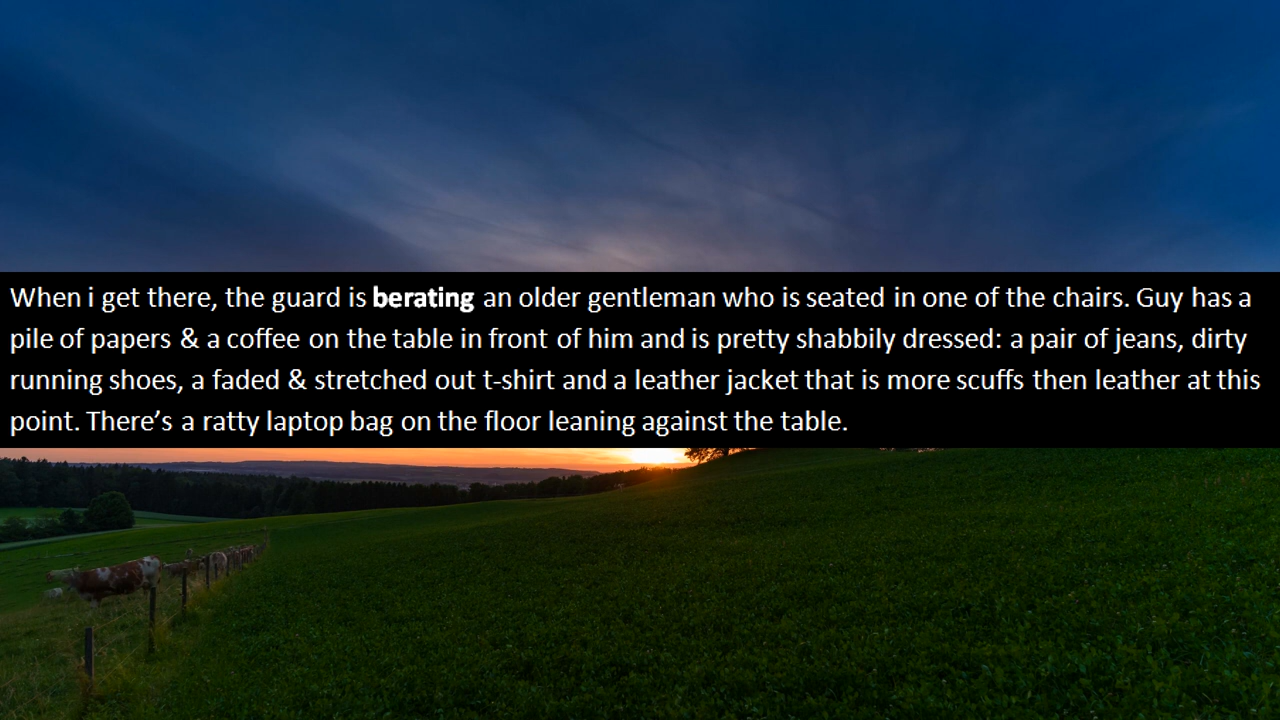 When i get there, the guard is berating an older gentleman who is seated in one of the chairs. Guy has a
pile of papers & a coffee on the table in front of him and is pretty shabbily dressed: a pair of jeans, dirty
running shoes, a faded & stretched out t-shirt and a leather jacket that is more scuffs then leather at this
point. There’s a ratty laptop bag on the floor leaning against the table.